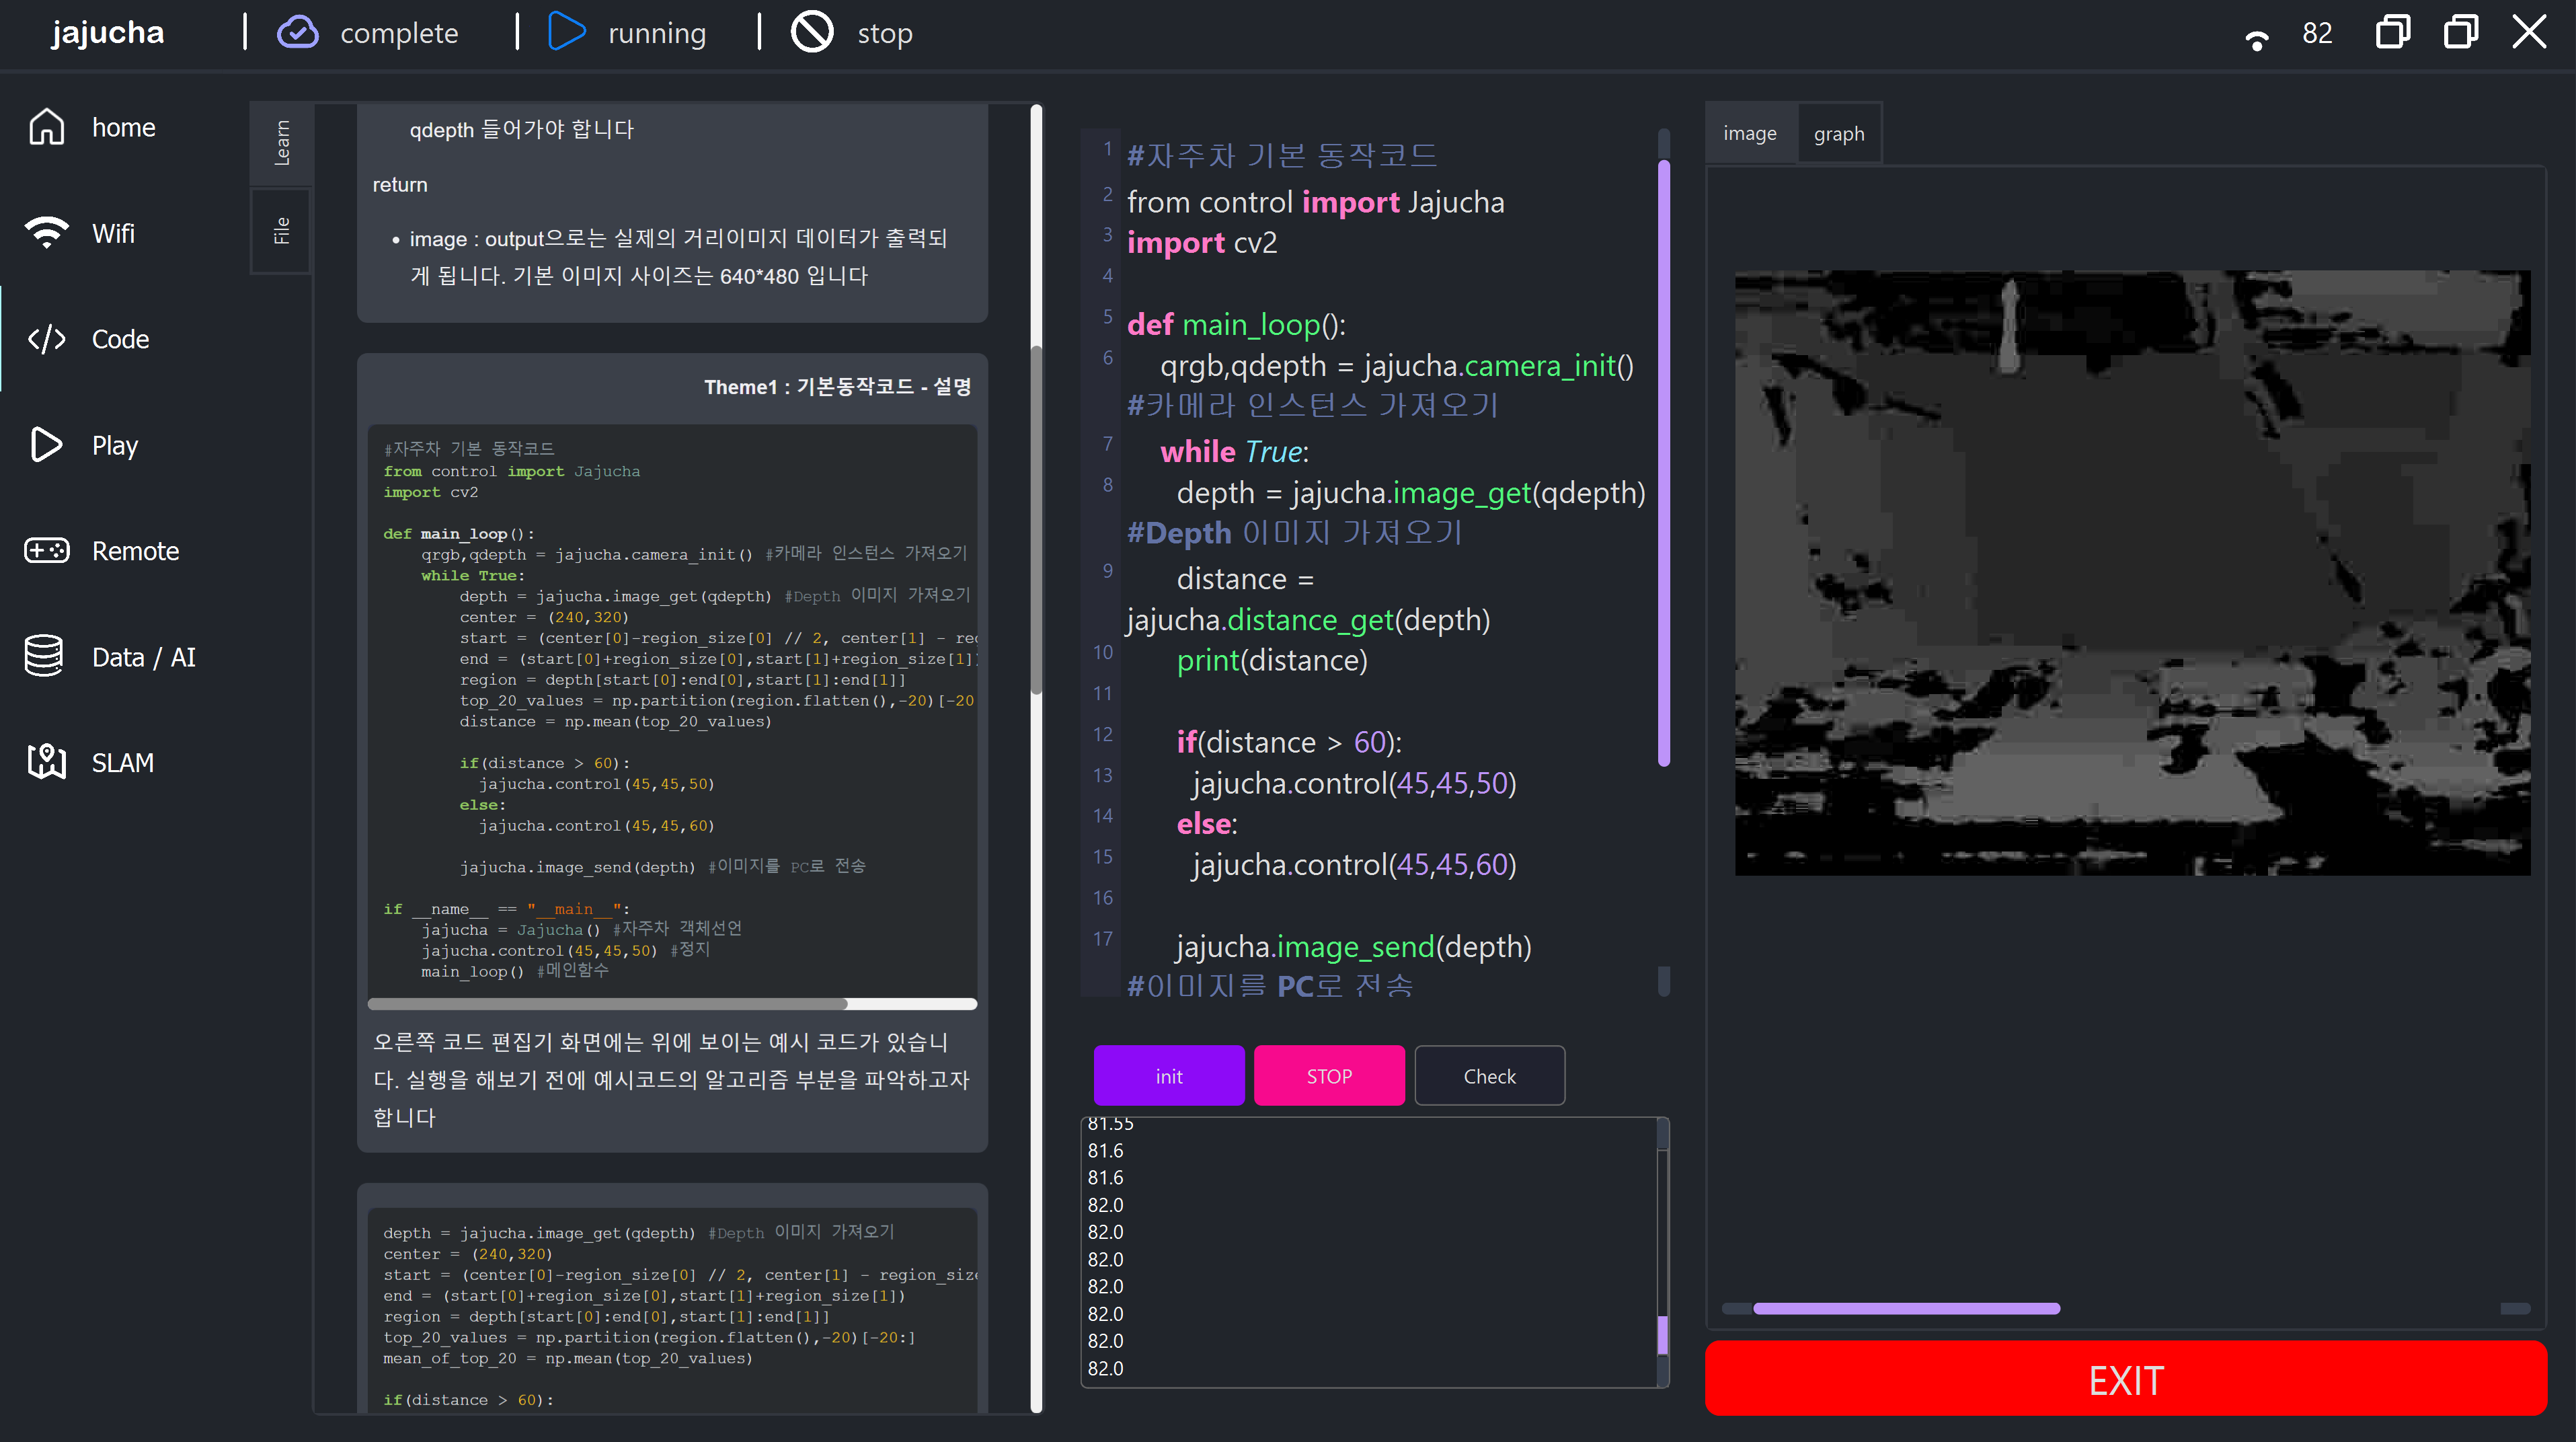 jajucha
complete
running
stop
82
home
Wifi
Code
Play
Remote
Data / AI
SLAM
Learn
File
qdepth 들어가야 합니다
return
• image : output으로는 실제의 거리이미지 데이터가 출력되
게 됩니다. 기본 이미지 사이즈는 640*480 입니다
Theme1 : 기본동작코드 - 설명
#자주차 기본 동작코드
from control import Jajucha
import cv2
def main_loop():
qrgb,qdepth = jajucha.camera_init() #카메라 인스턴스 가져오기
while True:
depth = jajucha.image_get(qdepth) #Depth 이미지 가져오기
center = (240,320)
start = (center[0]-region_size[0] // 2, center[1] - reg
end = (start[0]+region_size[0],start[1]+region_size[1]
region = depth[start[0]:end[0],start[1]:end[1]]
top_20_values = np.partition(region.flatten(),-20)[-20
distance = np.mean(top_20_values)
if(distance > 60):
jajucha.control(45,45,50)
else:
jajucha.control(45,45,60)
jajucha.image_send(depth) #이미지를 PC로 전송
if __name__ == "__main__":
jajucha = Jajucha() #자주차 객체선언
jajucha.control(45,45,50) #정지
main_loop() #메인함수
오른쪽 코드 편집기 화면에는 위에 보이는 예시 코드가 있습니
다. 실행을 해보기 전에 예시코드의 알고리즘 부분을 파악하고자
합니다
depth = jajucha.image_get(qdepth) #Depth 이미지 가져오기
center = (240,320)
start = (center[0]-region_size[0] // 2, center[1] - region_size
end = (start[0]+region_size[0],start[1]+region_size[1])
region = depth[start[0]:end[0],start[1]:end[1]]
top_20_values = np.partition(region.flatten(),-20)[-20:]
mean_of_top_20 = np.mean(top_20_values)
if(distance > 60):
1 #자주차 기본 동작코드
2 from control import Jajucha
3 import cv2
4
5 def main_loop():
6 qrgb,qdepth = jajucha.camera_init()
#카메라 인스턴스 가져오기
7 while True:
8 depth = jajucha.image_get(qdepth)
#Depth 이미지 가져오기
9 distance =
jajucha.distance_get(depth)
10 print(distance)
11
12 if(distance > 60):
13 jajucha.control(45,45,50)
14 else:
15 jajucha.control(45,45,60)
16
17 jajucha.image_send(depth)
#이미지를 PC로 전송
init
STOP
Check
81.55
81.6
81.6
82.0
82.0
82.0
82.0
82.0
82.0
82.0
image
graph
EXIT